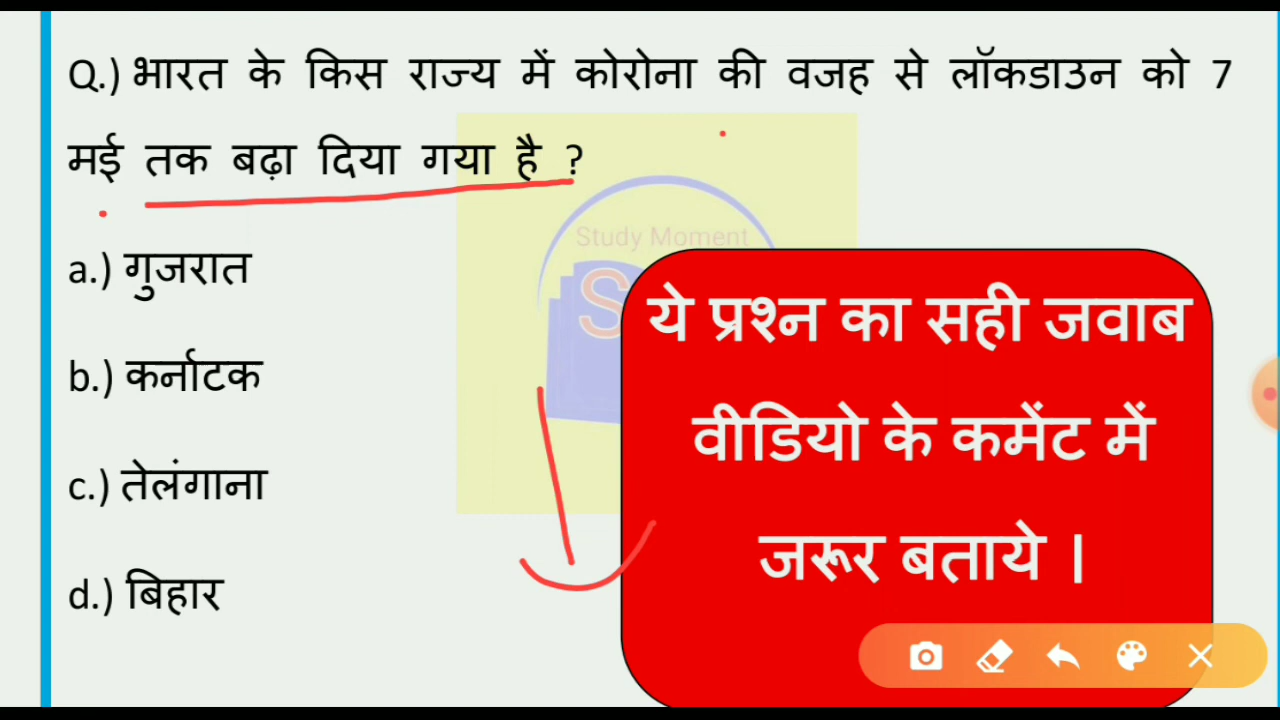 Q.) भारत के किस राज्य में कोरोना की वजह से लॉकडाउन को 7
मई तक बढ़ा दिया गया है ?
a.) गुजरात
b.) कर्नाटक
c.) तेलंगाना
d.) बिहार
Study Moment
S
ये प्रश्न का सही जवाब
वीडियो के कमेंट में
जरूर बताये ।